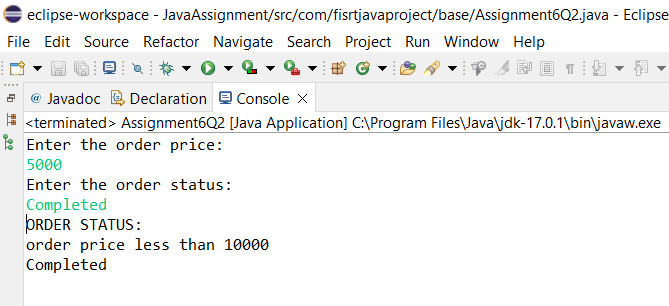 eclipse-workspace - JavaAssignment/src/com/fisrtjavaproject/base/Assignment6Q2.java - Eclipse
File Edit Source Refactor Navigate Search Project Run Window Help
@ Javadoc Declaration Console
<terminated> Assignment6Q2 [Java Application] C:\Program Files\Java\jdk-17.0.1\bin\javaw.exe
Enter the order price:
5000
Enter the order status:
Completed
ORDER STATUS:
order price less than 10000
Completed